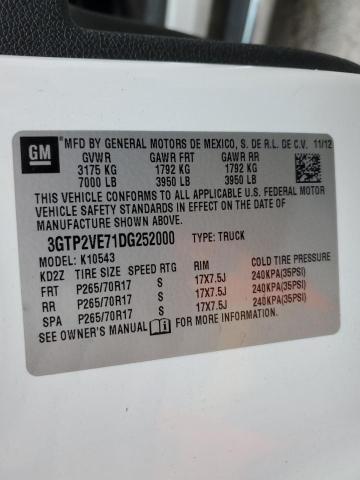 GM
MFD BY GENERAL MOTORS DE MEXICO, S. DE R.L. DE C.V. 11/12
GVWR GAWR FRT GAWR RR
3175 KG 1792 KG 1792 KG
7000 LB 3950 LB 3950 LB
THIS VEHICLE CONFORMS TO ALL APPLICABLE U.S. FEDERAL MOTOR
VEHICLE SAFETY STANDARDS IN EFFECT ON THE DATE OF
MANUFACTURE SHOWN ABOVE.
3GTP2VE71DG252000 TYPE: TRUCK
MODEL: K10543
KD2Z TIRE SIZE SPEED RTG RIM COLD TIRE PRESSURE
FRT P265/70R17 S 17X7.5J 240KPA(35PSI)
RR P265/70R17 S 17X7.5J 240KPA(35PSI)
SPA P265/70R17 S 17X7.5J 240KPA(35PSI)
SEE OWNER'S MANUAL FOR MORE INFORMATION.